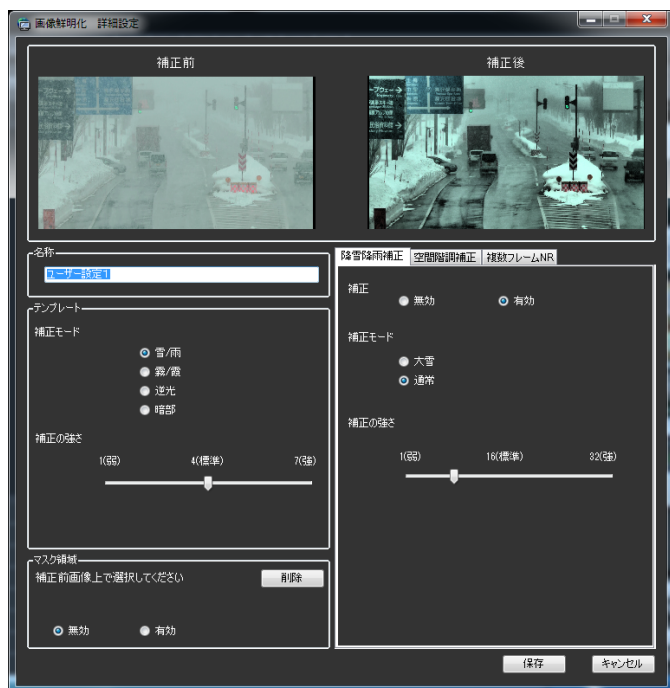 画像鮮明化 詳細設定
補正前
補正後
名称
ユーザー設定1
テンプレート
補正モード
雪/雨
霧/霞
逆光
暗部
補正の強さ
1(弱) 4(標準) 7(強)
マスク領域
補正前画像上で選択してください
削除
無効 有効
降雪降雨補正 空間階調補正 複数フレームNR
補正
無効 有効
補正モード
大雪
通常
補正の強さ
1(弱) 16(標準) 32(強)
保存 キャンセル